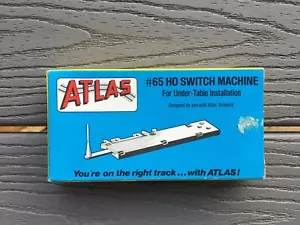 ATLAS
#65 HO SWITCH MACHINE
For Under-Table Installation
Designed for use with Atlas Switches
You're on the right track...with ATLAS!